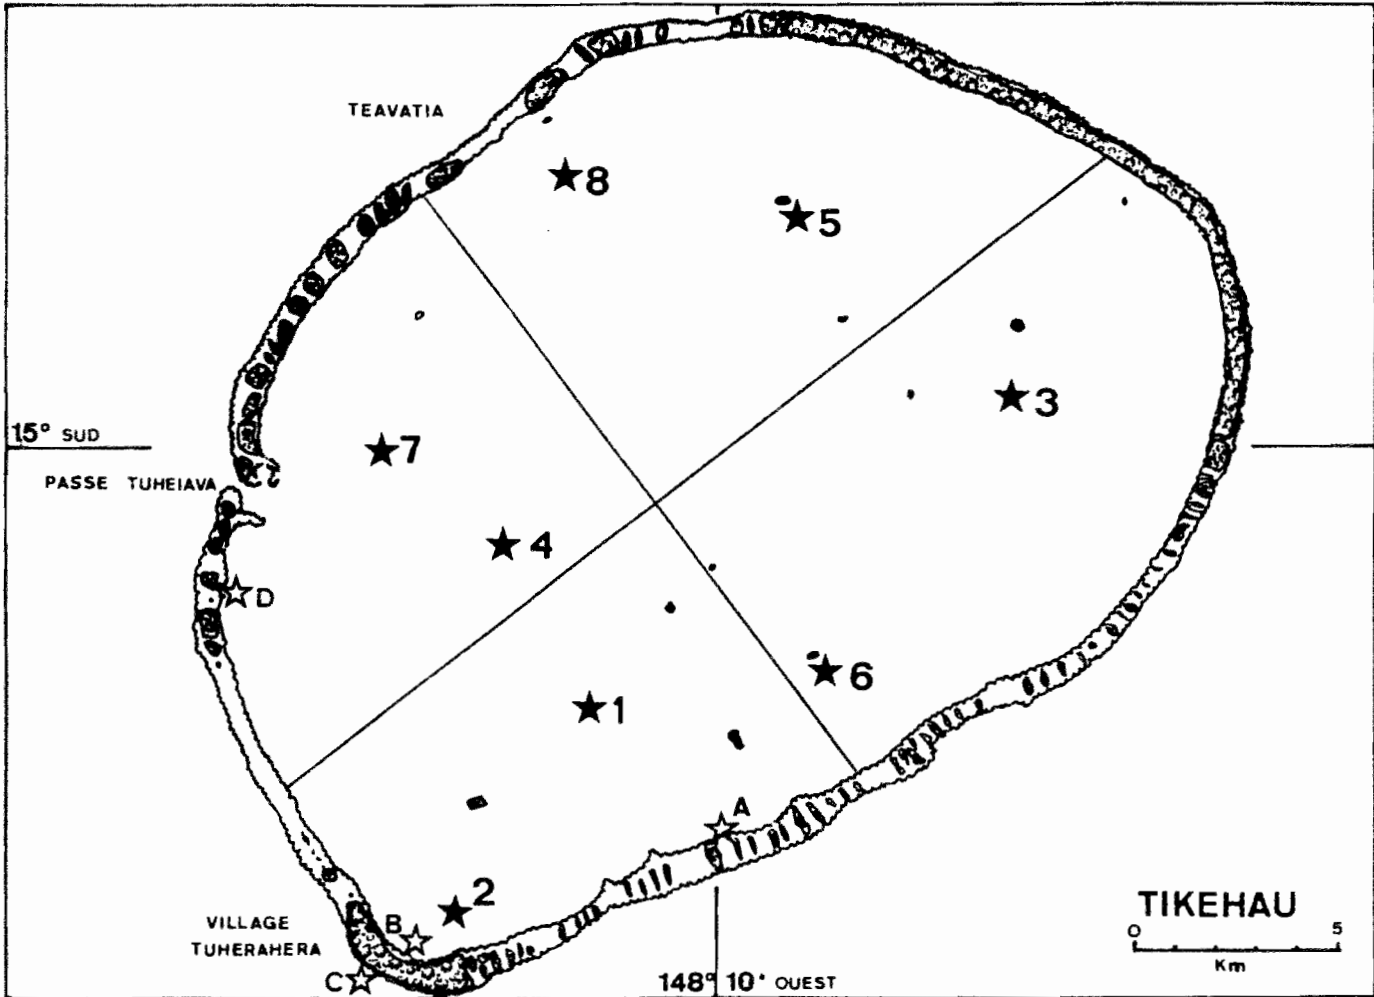 TEAVATIA
8
5
3
15° SUD
7
PASSE TUHEIAVA
4
D
6
1
A
TIKEHAU
2
VILLAGE
TUHERAHERA
B
0 5
Km
C
148° 10' OUEST